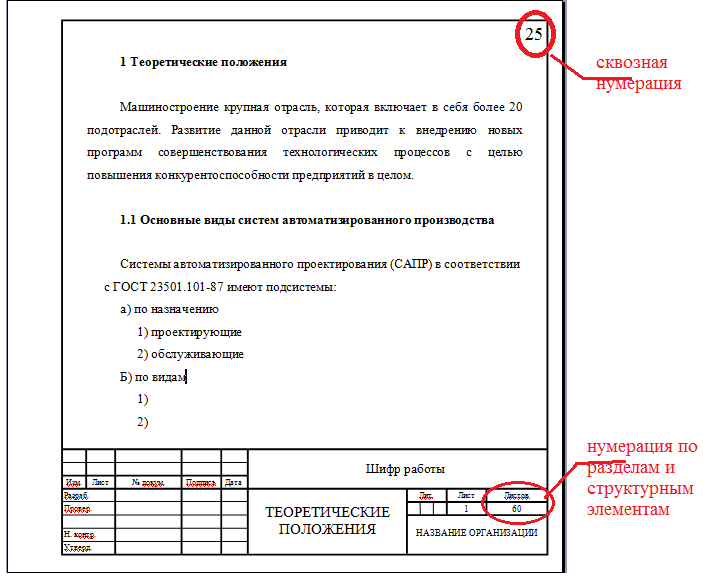 25
сквозная
нумерация
1 Теоретические положения
Машиностроение крупная отрасль, которая включает в себя более 20
подотраслей. Развитие данной отрасли приводит к внедрению новых
программ совершенствования технологических процессов с целью
повышения конкурентоспособности предприятий в целом.
1.1 Основные виды систем автоматизированного производства
Системы автоматизированного проектирования (САПР) в соответствии
с ГОСТ 23501.101-87 имеют подсистемы:
а) по назначению
1) проектирующие
2) обслуживающие
Б) по видам
1)
2)
нумерация по
разделам и
структурным
элементам
Шифр работы
Изм. Лист № докум. Подпись Дата
Разраб.
Провер.
Н. контр.
Утверд.
ТЕОРЕТИЧЕСКИЕ
ПОЛОЖЕНИЯ
Лит. Лист Листов
1 60
НАЗВАНИЕ ОРГАНИЗАЦИИ